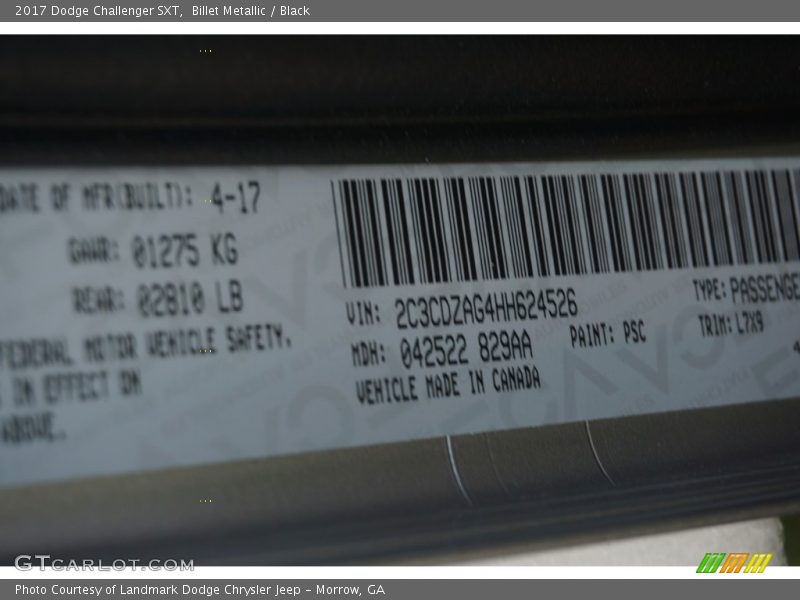 2017 Dodge Challenger SXT, Billet Metallic / Black
DATE OF MFR(BUILT): 4-17
GAWR: 01275 KG
REAR: 02810 LB
FEDERAL MOTOR VEHICLE SAFETY.
IN EFFECT ON
ABOVE.
VIN: 2C3CDZAG4HH624526
MDH: 042522 829AA
VEHICLE MADE IN CANADA
PAINT: PSC
TYPE: PASSENGE
TRIM: L7X9
GTCARLOT.COM
Photo Courtesy of Landmark Dodge Chrysler Jeep – Morrow, GA